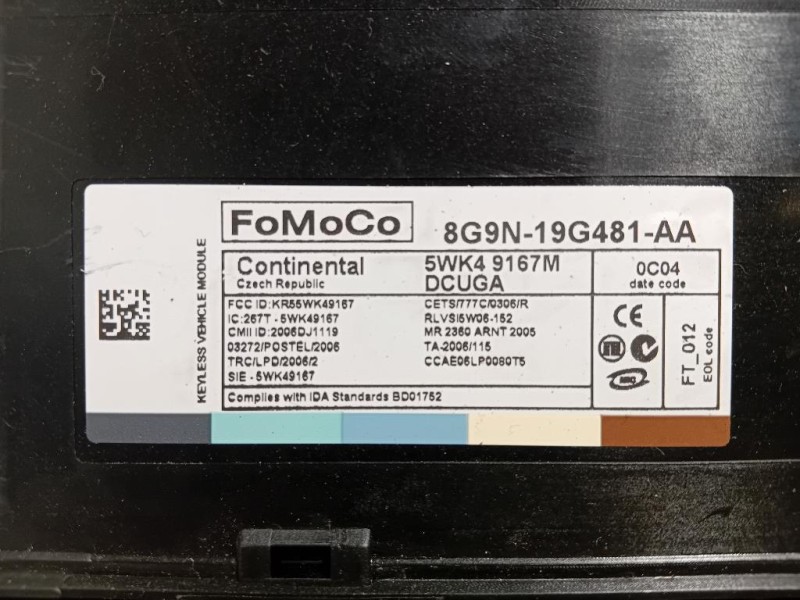 FoMoCo
8G9N-19G481-AA
KEYLESS VEHICLE MODULE
Continental
Czech Republic
5WK4 9167M
DCUGA
0C04
date code
FCC ID: KR55WK49167
IC:267T - 5WK49167
CMII ID:2006DJ1119
03272/POSTEL/2006
TRC/LPD/2006/2
SIE - 5WK49167
CETS/777C/0306/R
RLVSI5W06-152
MR 2360 ARNT 2005
TA-2006/115
CCAE06LP0080T5
Complies with IDA Standards BD01752
CE
FT_012
EOL code